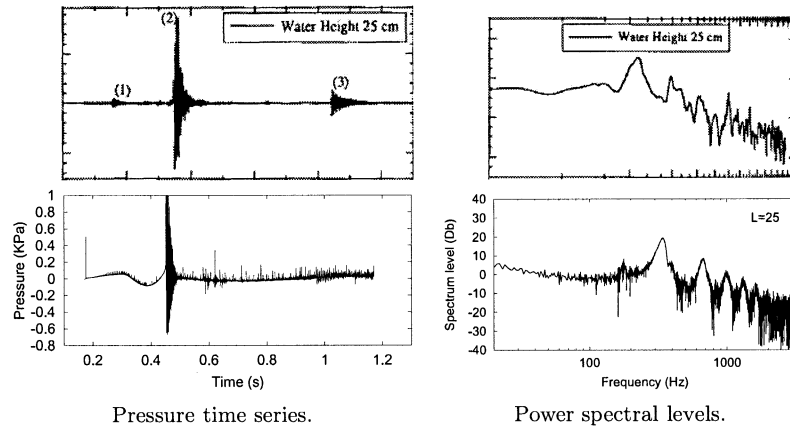 (2)
Water Height 25 cm
(1)
(3)
1
0.8
0.6
0.4
0.2
0
-0.2
-0.4
-0.6
-0.8
Pressure (KPa)
0.2 0.4 0.6 0.8 1 1.2
Time (s)
Pressure time series.
Water Height 25 cm
40
30
20
10
0
-10
-20
-30
-40
Spectrum level (Db)
L=25
100 1000
Frequency (Hz)
Power spectral levels.